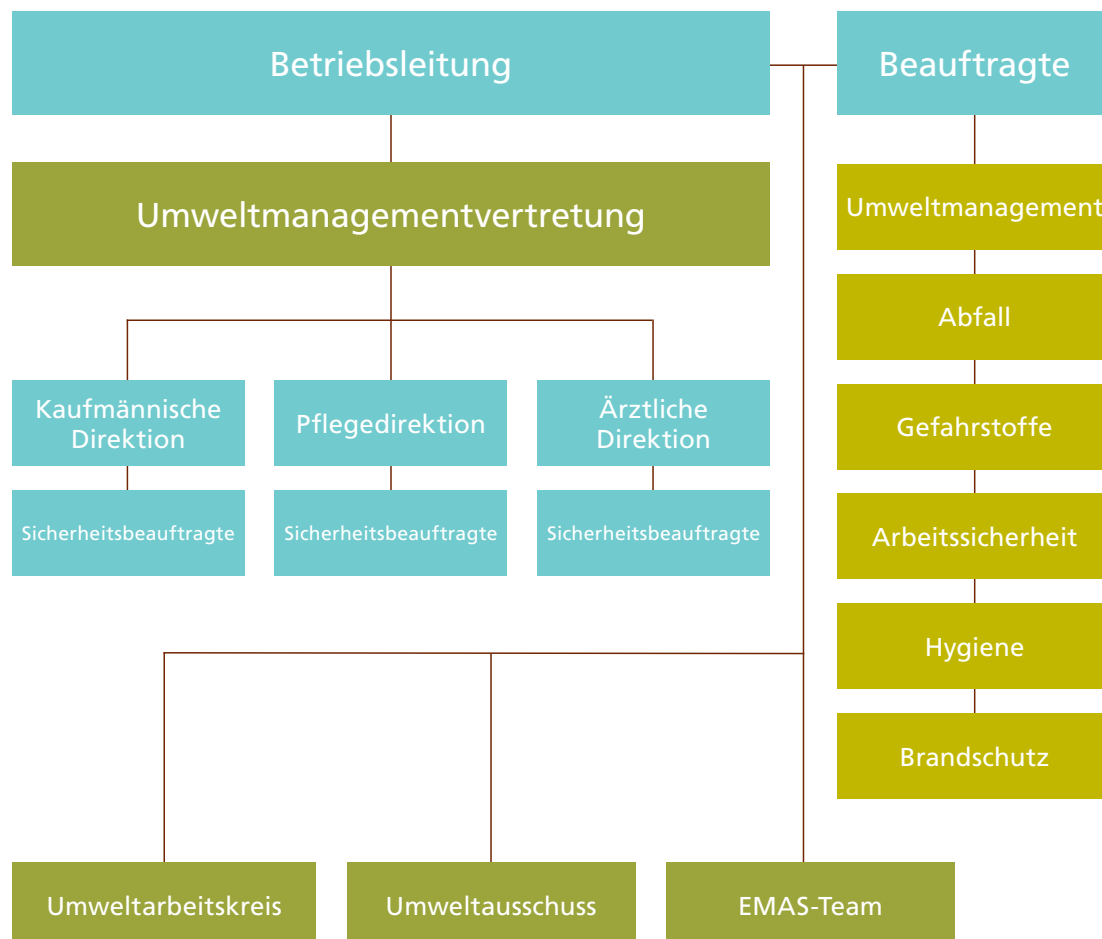 Betriebsleitung
Beauftragte
Umweltmanagementvertretung
Umweltmanagement
Abfall
Kaufmännische
Direktion
Pflegedirektion
Ärztliche
Direktion
Gefahrstoffe
Sicherheitsbeauftragte
Sicherheitsbeauftragte
Sicherheitsbeauftragte
Arbeitssicherheit
Hygiene
Brandschutz
Umweltarbeitskreis
Umweltausschuss
EMAS-Team